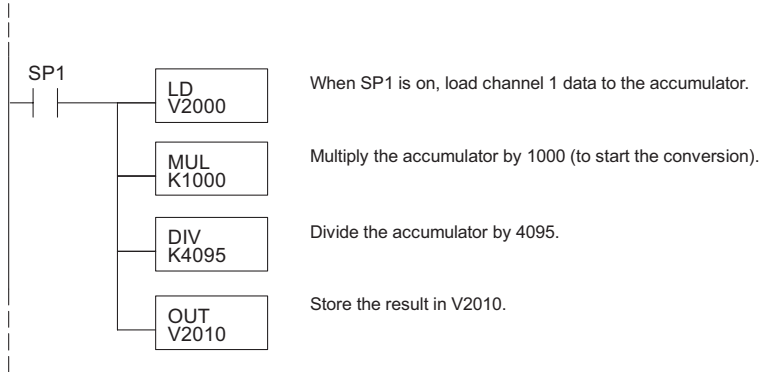 SP1
LD
V2000
When SP1 is on, load channel 1 data to the accumulator.
MUL
K1000
Multiply the accumulator by 1000 (to start the conversion).
DIV
K4095
Divide the accumulator by 4095.
OUT
V2010
Store the result in V2010.